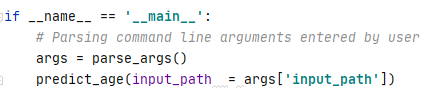 if __name__ == '__main__':
    # Parsing command line arguments entered by user
    args = parse_args()
    predict_age(input_path  = args['input_path'])